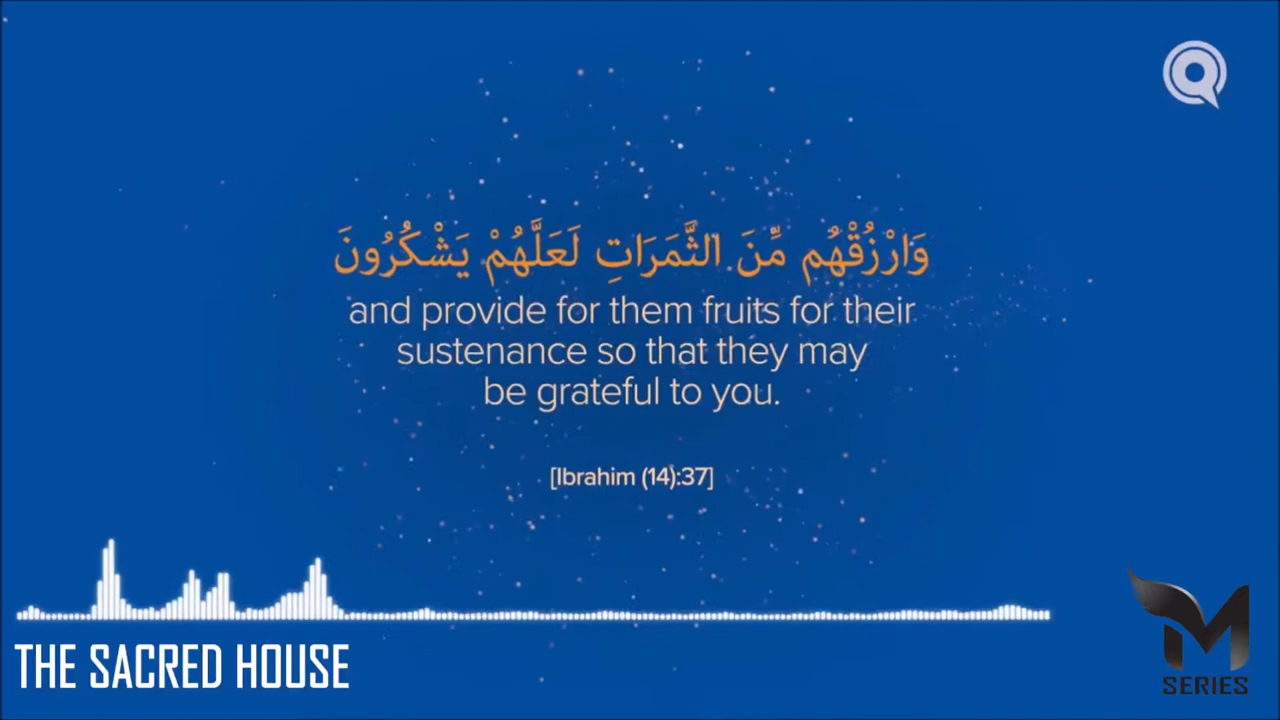 وَارْزُقْهُم مِّنَ الثَّمَرَاتِ لَعَلَّهُمْ يَشْكُرُونَ
and provide for them fruits for their
sustenance so that they may
be grateful to you.
[Ibrahim (14):37]
THE SACRED HOUSE
M
SERIES